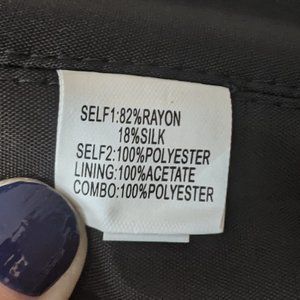 SELF1:82%RAYON
18%SILK
SELF2:100%POLYESTER
LINING:100%ACETATE
COMBO:100%POLYESTER